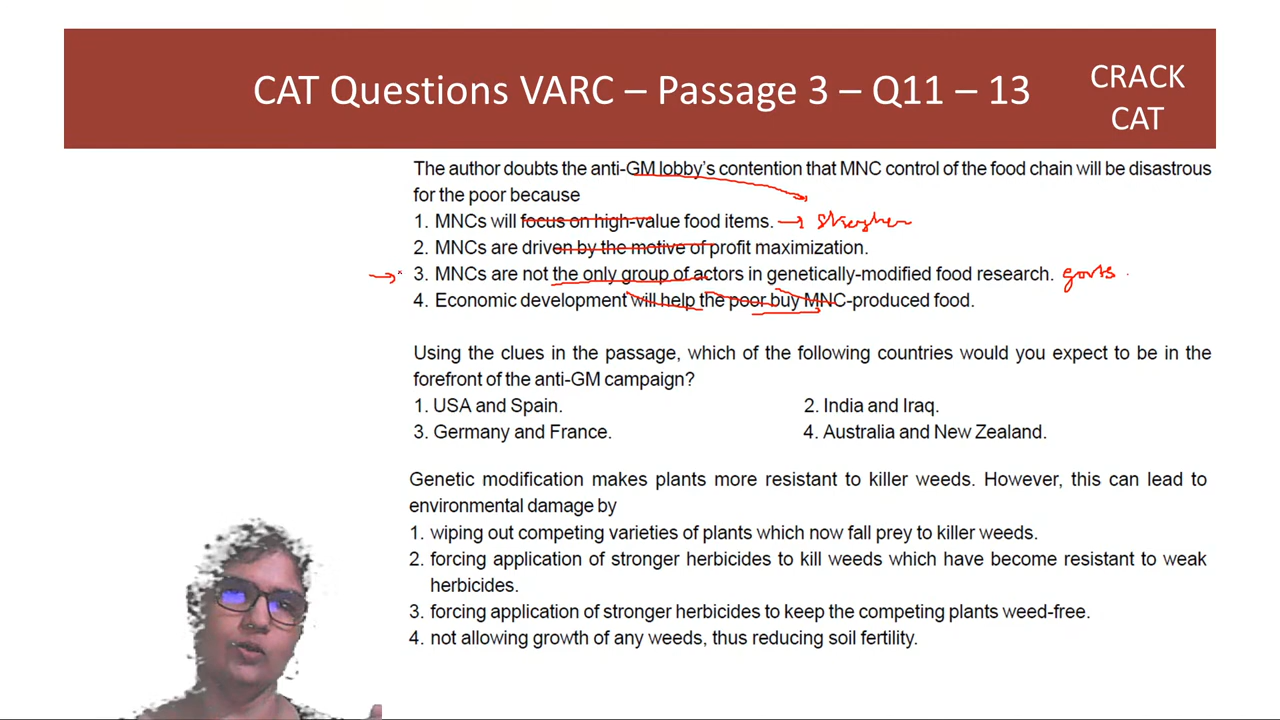 CAT Questions VARC – Passage 3 – Q11 – 13
CRACK
CAT
The author doubts the anti-GM lobby's contention that MNC control of the food chain will be disastrous
for the poor because
1. MNCs will focus on high-value food items. → strengthen
2. MNCs are driven by the motive of profit maximization.
3. MNCs are not the only group of actors in genetically-modified food research. govts
4. Economic development will help the poor buy MNC-produced food.
Using the clues in the passage, which of the following countries would you expect to be in the
forefront of the anti-GM campaign?
1. USA and Spain. 2. India and Iraq.
3. Germany and France. 4. Australia and New Zealand.
Genetic modification makes plants more resistant to killer weeds. However, this can lead to
environmental damage by
1. wiping out competing varieties of plants which now fall prey to killer weeds.
2. forcing application of stronger herbicides to kill weeds which have become resistant to weak
herbicides.
3. forcing application of stronger herbicides to keep the competing plants weed-free.
4. not allowing growth of any weeds, thus reducing soil fertility.